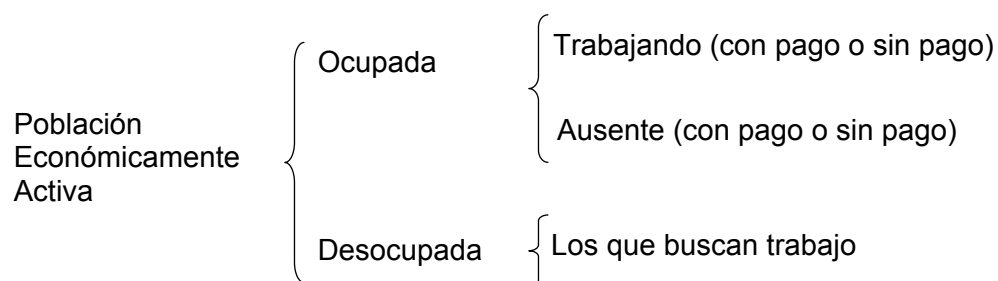 Población
Económicamente
Activa
Ocupada
Trabajando (con pago o sin pago)
Ausente (con pago o sin pago)
Desocupada
Los que buscan trabajo